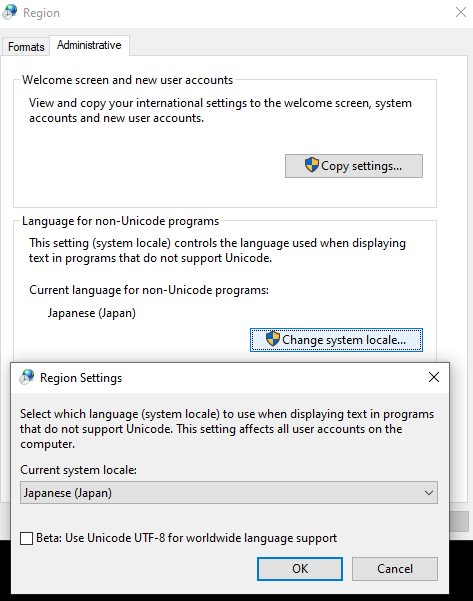 Region
Formats
Administrative
Welcome screen and new user accounts
View and copy your international settings to the welcome screen, system
accounts and new user accounts.
Copy settings...
Language for non-Unicode programs
This setting (system locale) controls the language used when displaying
text in programs that do not support Unicode.
Current language for non-Unicode programs:
Japanese (Japan)
Change system locale...
Region Settings
Select which language (system locale) to use when displaying text in programs
that do not support Unicode. This setting affects all user accounts on the
computer.
Current system locale:
Japanese (Japan)
Beta: Use Unicode UTF-8 for worldwide language support
OK
Cancel